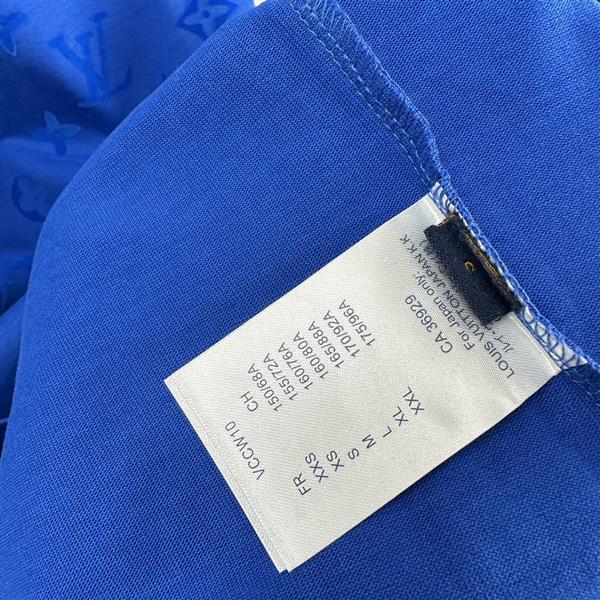 LV
VCCW10
FR CH
XXS 150/68A
XS 155/72A
S 160/76A
M 160/80A
L 165/88A
XL 170/92A
XXL 175/96A
CA 36929
For Japan only:
LOUIS VUITTON JAPAN K.K